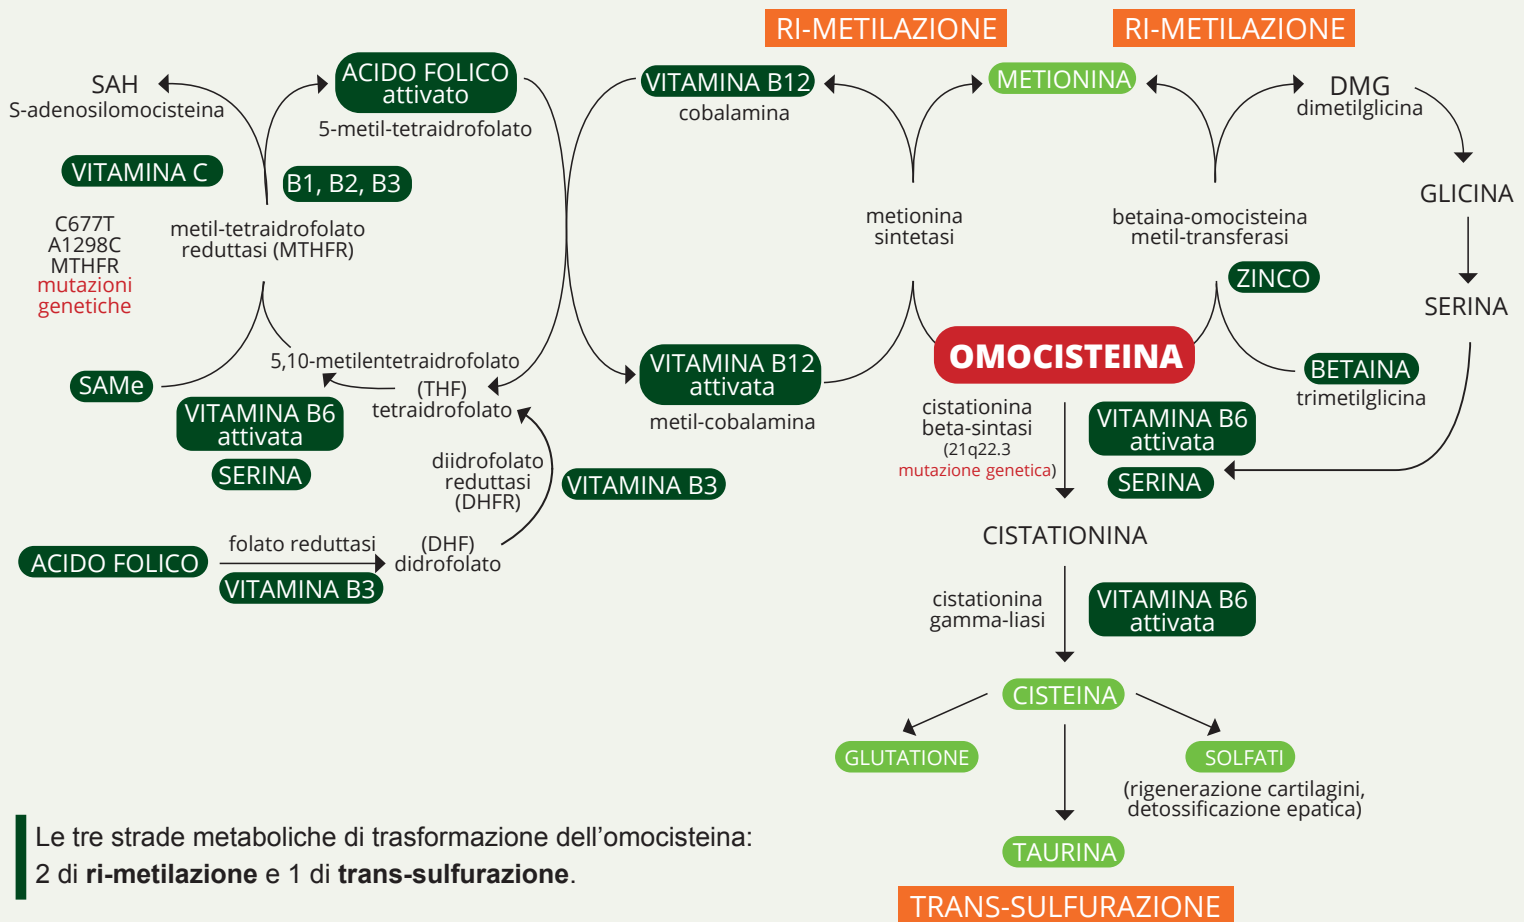 RI-METILAZIONE
RI-METILAZIONE
SAH
S-adenosilomocisteina
ACIDO FOLICO
attivato
5-metil-tetraidrofolato
VITAMINA B12
cobalamina
METIONINA
DMG
dimetilglicina
VITAMINA C
B1, B2, B3
GLICINA
C677T
A1298C
MTHFR
mutazioni
genetiche
metil-tetraidrofolato
reduttasi (MTHFR)
metionina
sintetasi
betaina-omocisteina
metil-transferasi
ZINCO
SERINA
5,10-metilentetraidrofolato
(THF)
tetraidrofolato
SAMe
VITAMINA B6
attivata
SERINA
VITAMINA B12
attivata
metil-cobalamina
OMOCISTEINA
BETAINA
trimetilglicina
cistationina
beta-sintasi
(21q22.3
mutazione genetica)
VITAMINA B6
attivata
SERINA
diidrofolato
reduttasi
(DHFR)
VITAMINA B3
ACIDO FOLICO
folato reduttasi
VITAMINA B3
(DHF)
didrofolato
CISTATIONINA
cistationina
gamma-liasi
VITAMINA B6
attivata
CISTEINA
GLUTATIONE
SOLFATI
(rigenerazione cartilagini,
detossificazione epatica)
TAURINA
TRANS-SULFURAZIONE
Le tre strade metaboliche di trasformazione dell’omocisteina:
2 di ri-metilazione e 1 di trans-sulfurazione.